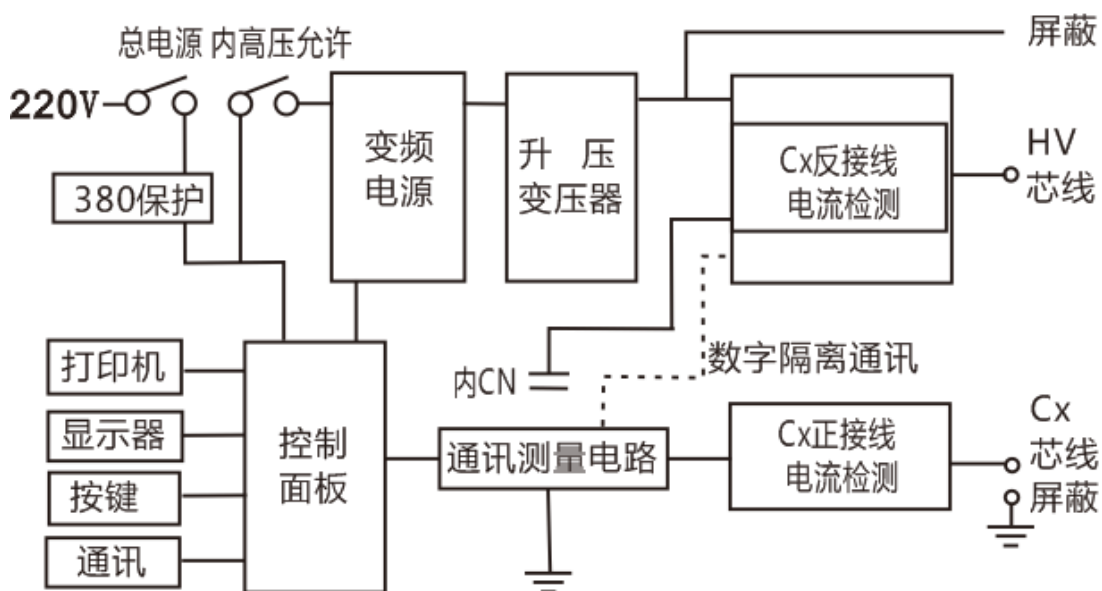 总电源 内高压允许
屏蔽
220V
变频
电源
升 压
变压器
Cx反接线
电流检测
HV
芯线
380保护
打印机
显示器
按键
通讯
控制
面板
内CN
数字隔离通讯
通讯测量电路
Cx正接线
电流检测
Cx
芯线
屏蔽